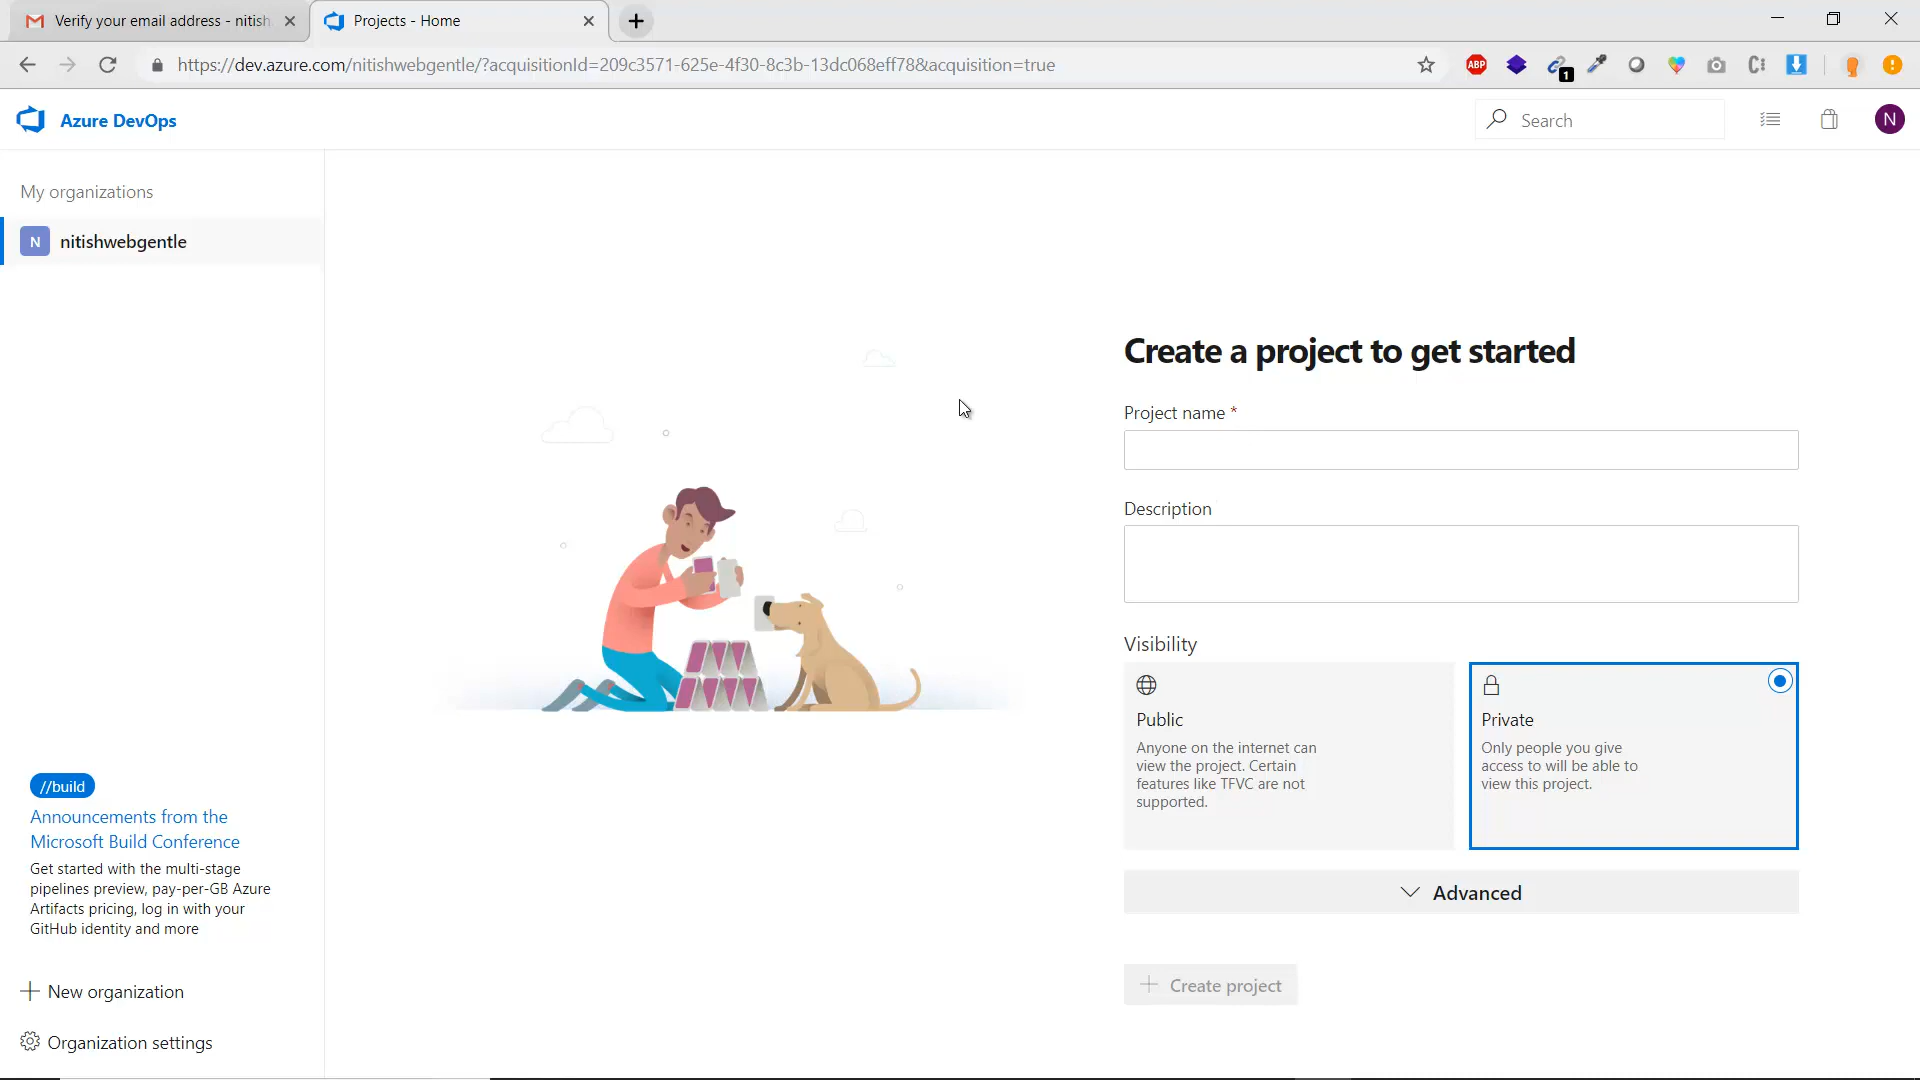 Verify your email address - nitish
Projects - Home
https://dev.azure.com/nitishwebgentle/?acquisitionId=209c3571-625e-4f30-8c3b-13dc068eff78&acquisition=true
ABP
1
Azure DevOps
Search
N
My organizations
N nitishwebgentle
Create a project to get started
Project name *
Description
Visibility
Public
Anyone on the internet can
view the project. Certain
features like TFVC are not
supported.
Private
Only people you give
access to will be able to
view this project.
Advanced
Create project
//build
Announcements from the
Microsoft Build Conference
Get started with the multi-stage
pipelines preview, pay-per-GB Azure
Artifacts pricing, log in with your
GitHub identity and more
New organization
Organization settings